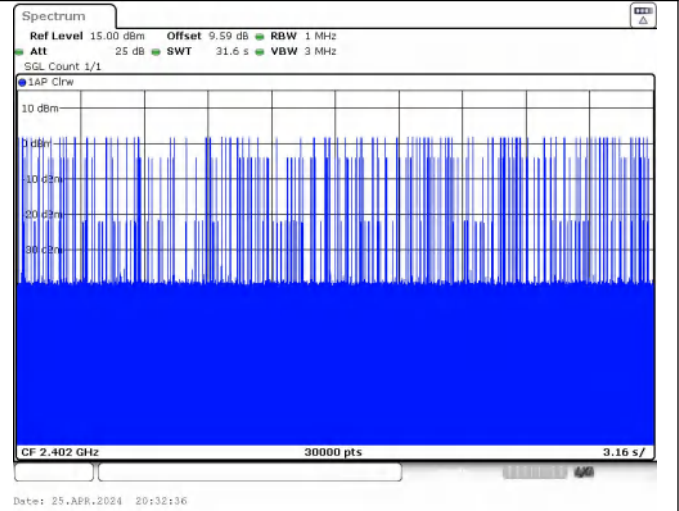 Spectrum
Ref Level 15.00 dBm Offset 9.59 dB RBW 1 MHz
Att 25 dB SWT 31.6 s VBW 3 MHz
SGL Count 1/1
1AP Clrw
10 dBm
0 dBm
-10 dBm
-20 dBm
-30 dBm
CF 2.402 GHz 30000 pts 3.16 s/
Date: 25.APR.2024 20:32:36